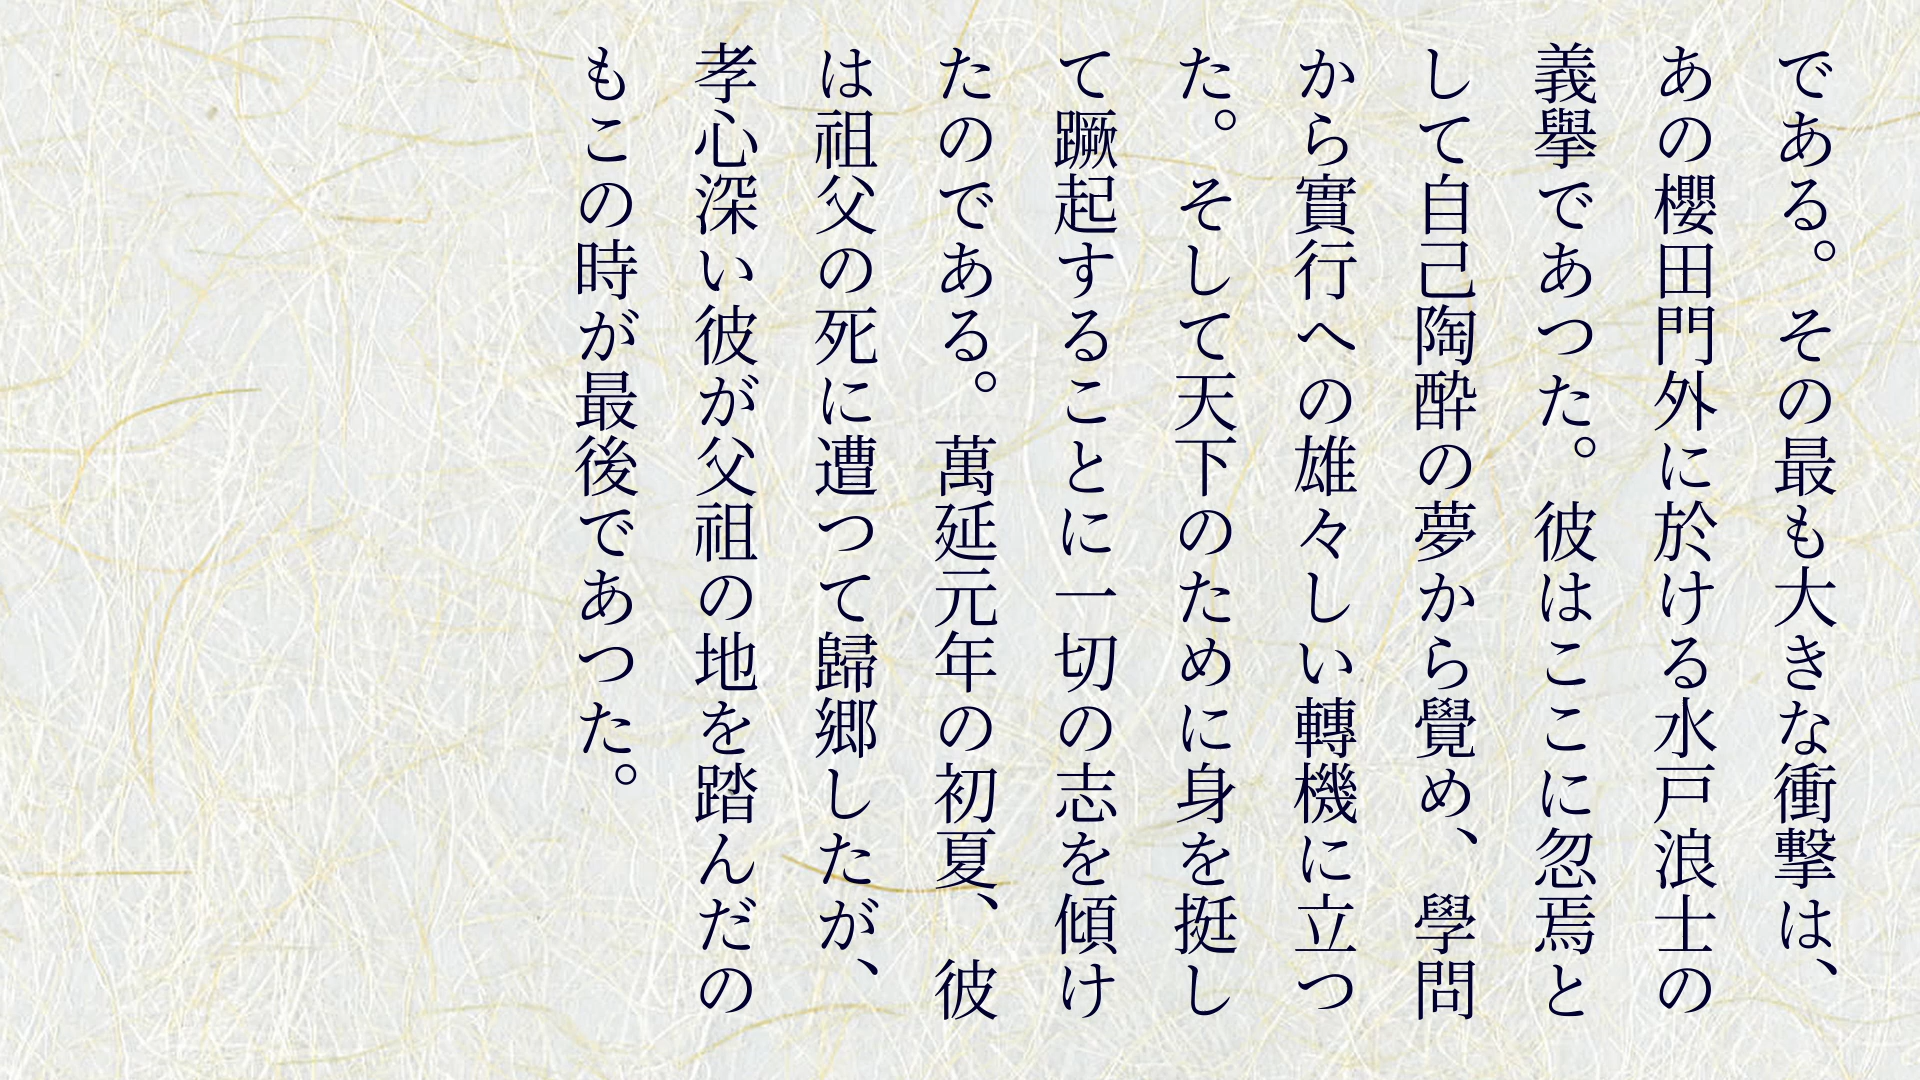 である。その最も大きな衝撃は、
あの櫻田門外に於ける水戸浪士の
義擧であつた。彼はここに忽焉と
して自己陶酔の夢から覺め、學問
から實行への雄々しい轉機に立つ
た。そして天下のために身を挺し
て蹶起することに一切の志を傾け
たのである。萬延元年の初夏、彼
は祖父の死に遭つて歸郷したが、
孝心深い彼が父祖の地を踏んだの
もこの時が最後であつた。